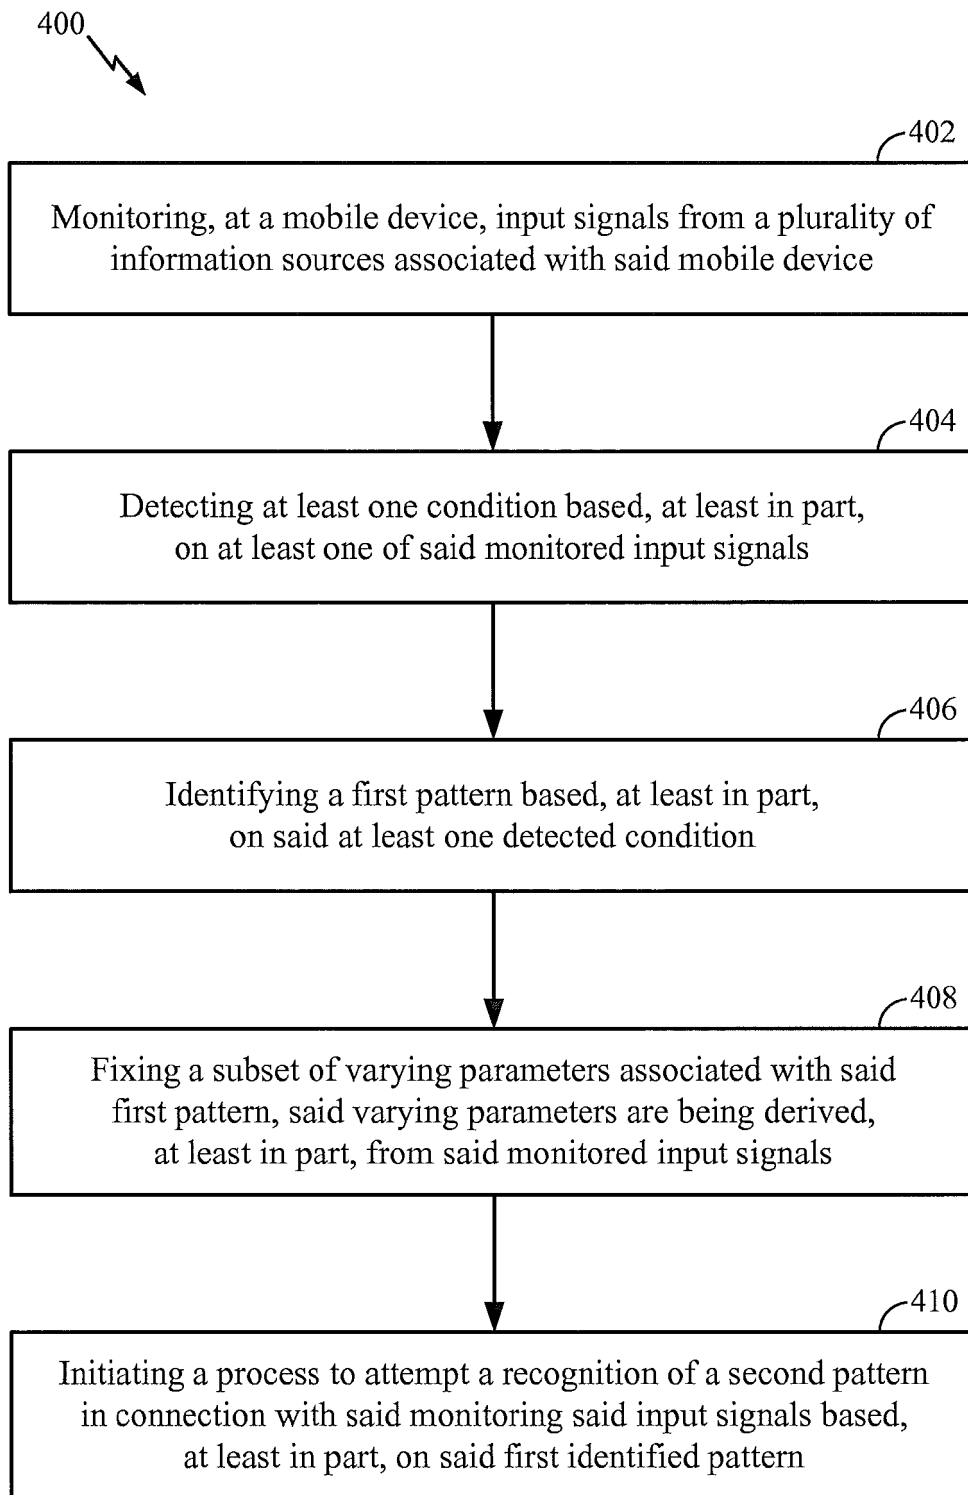 400
402
Monitoring, at a mobile device, input signals from a plurality of
information sources associated with said mobile device
404
Detecting at least one condition based, at least in part,
on at least one of said monitored input signals
406
Identifying a first pattern based, at least in part,
on said at least one detected condition
408
Fixing a subset of varying parameters associated with said
first pattern, said varying parameters are being derived,
at least in part, from said monitored input signals
410
Initiating a process to attempt a recognition of a second pattern
in connection with said monitoring said input signals based,
at least in part, on said first identified pattern